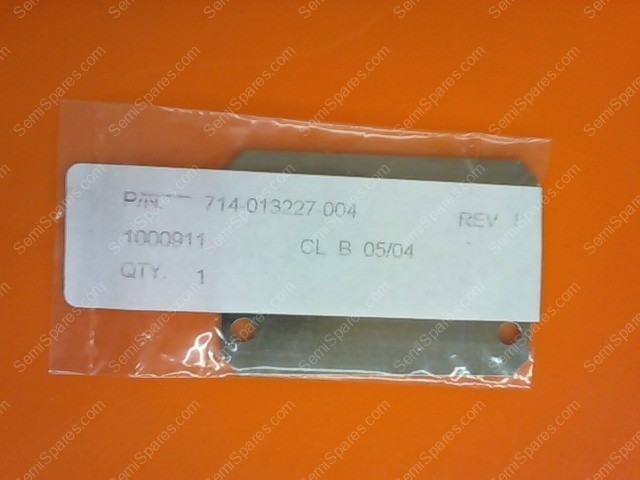 P/N 714-013227-004 REV
1000911 CL B 05/04
QTY. 1
SemiSpares.com